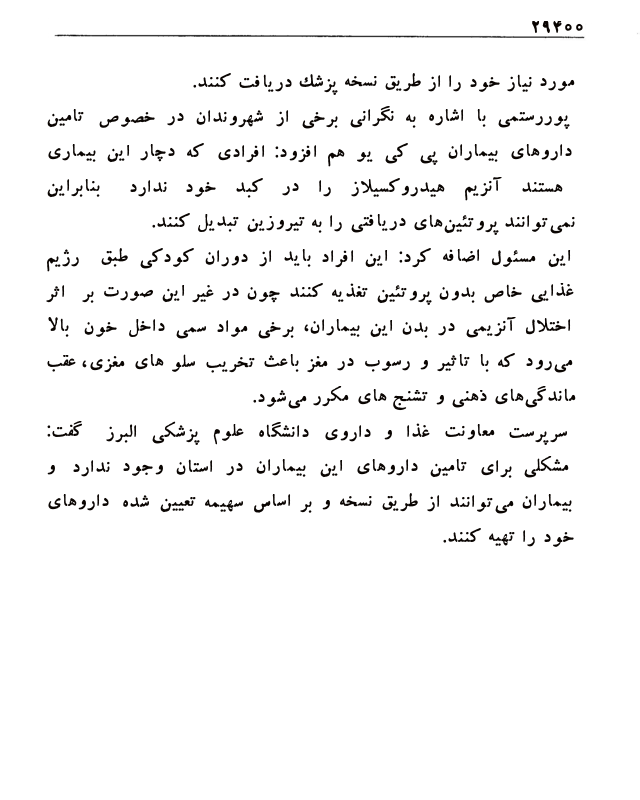 ۲۹۴۰۰
مورد نیاز خود را از طریق نسخه پزشك دریافت کنند.
پوررستمی با اشاره به نگرانی برخی از شهروندان در خصوص تامین
داروهای بیماران پی کی یو هم افزود: افرادی که دچار این بیماری
هستند آنزیم هیدروکسیلاز را در کبد خود ندارد بنابراین
نمی‌توانند پروتئین‌های دریافتی را به تیروزین تبدیل کنند.
این مسئول اضافه کرد: این افراد باید از دوران کودکی طبق رژیم
غذایی خاص بدون پروتئین تغذیه کنند چون در غیر این صورت بر اثر
اختلال آنزیمی در بدن این بیماران، برخی مواد سمی داخل خون بالا
می‌رود که با تاثیر و رسوب در مغز باعث تخریب سلو های مغزی، عقب
ماندگی‌های ذهنی و تشنج های مکرر می‌شود.
سرپرست معاونت غذا و داروی دانشگاه علوم پزشکی البرز گفت:
مشکلی برای تامین داروهای این بیماران در استان وجود ندارد و
بیماران می‌توانند از طریق نسخه و بر اساس سهیمه تعیین شده داروهای
خود را تهیه کنند.